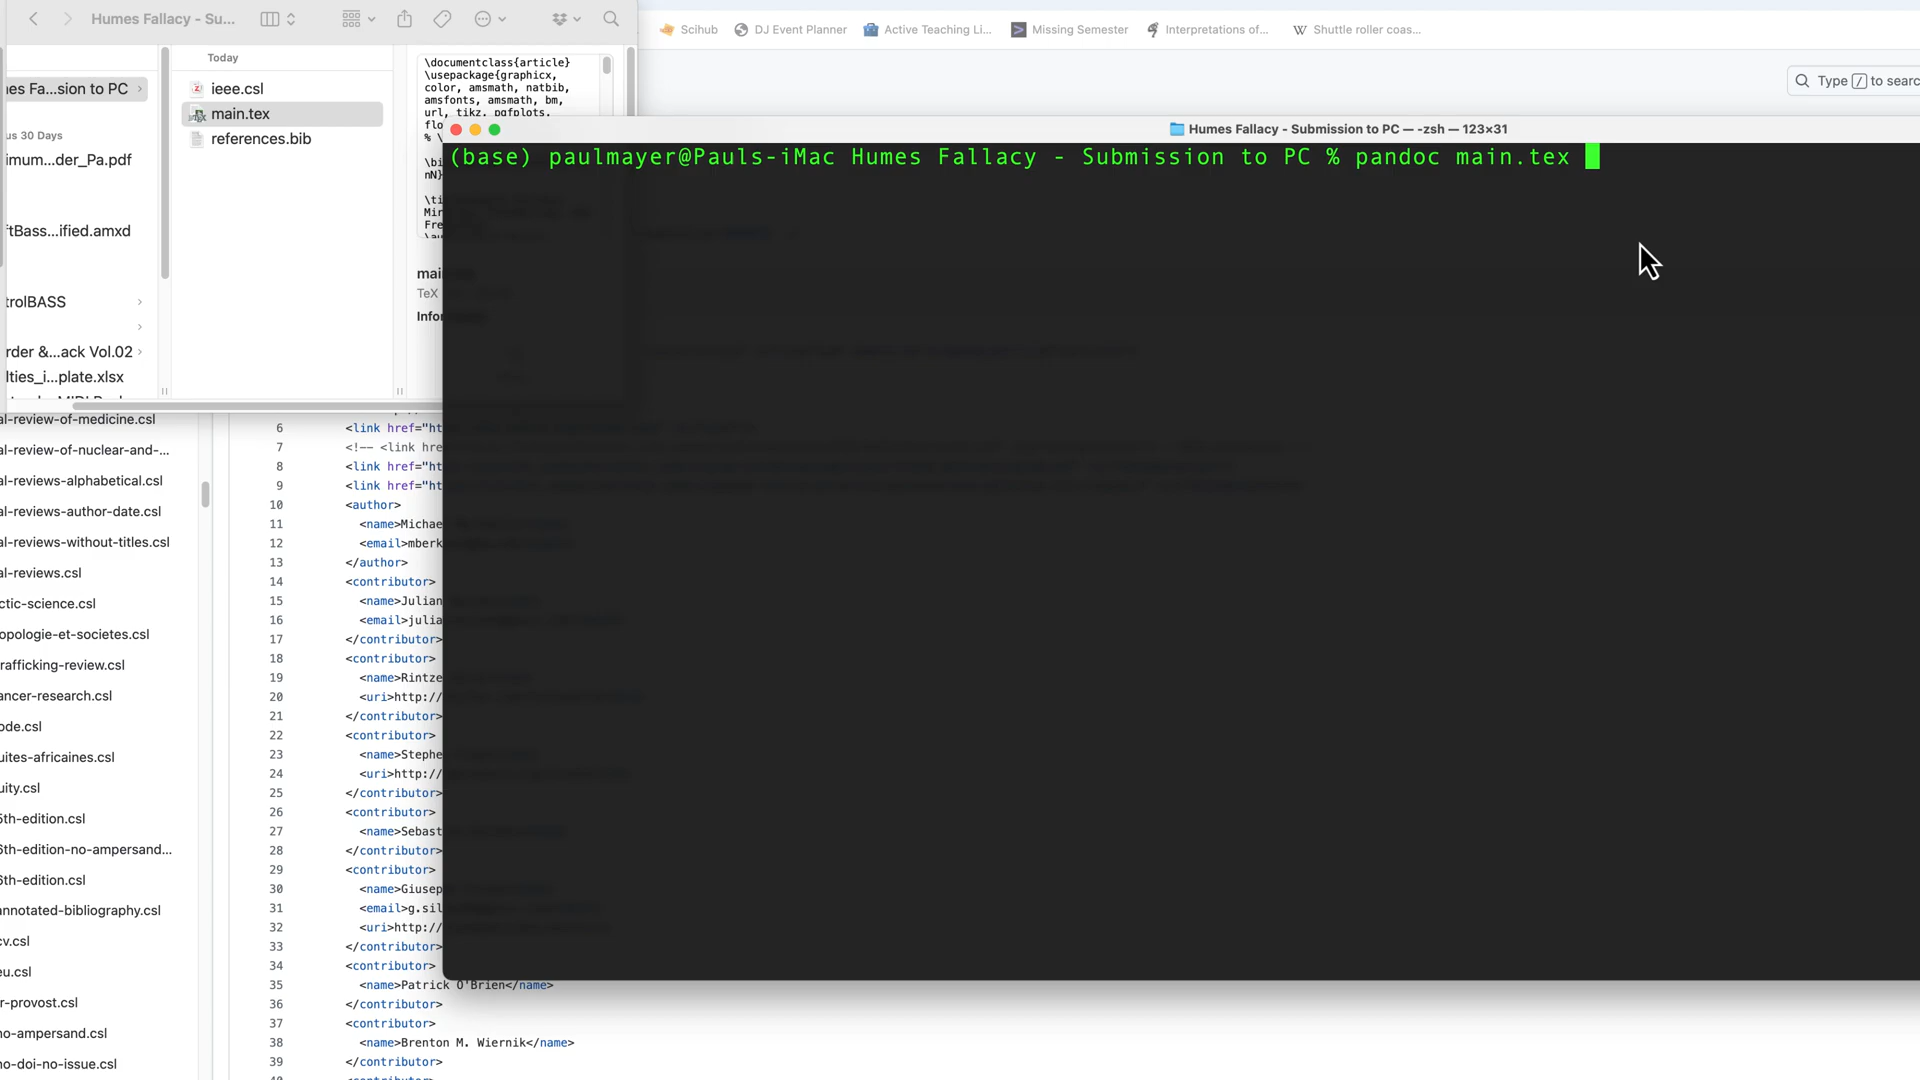 Humes Fallacy - Su...
Scihub
DJ Event Planner
Active Teaching Li...
Missing Semester
Interpretations of...
Shuttle roller coas...
Type / to searc
Today
es Fa...sion to PC
ieee.csl
main.tex
references.bib
us 30 Days
imum...der_Pa.pdf
tBass...ified.amxd
trolBASS
rder &...ack Vol.02
lties_i...plate.xlsx
\documentclass{article}
\usepackage{graphicx,
color, amsmath, natbib,
amsfonts, amsmath, bm,
url, tikz, pgfplots,
flo
% \
\bi
nN}
\ti
Min
Fre
\au
mai
TeX
Infor
Humes Fallacy - Submission to PC — -zsh — 123×31
(base) paulmayer@Pauls-iMac Humes Fallacy - Submission to PC % pandoc main.tex
al-review-of-medicine.csl
al-review-of-nuclear-and-...
al-reviews-alphabetical.csl
al-reviews-author-date.csl
al-reviews-without-titles.csl
al-reviews.csl
ctic-science.csl
opologie-et-societes.csl
rafficking-review.csl
ancer-research.csl
ode.csl
uites-africaines.csl
uity.csl
5th-edition.csl
6th-edition-no-ampersand...
6th-edition.csl
annotated-bibliography.csl
cv.csl
eu.csl
r-provost.csl
no-ampersand.csl
no-doi-no-issue.csl
6 <link href="ht
7 <!-- <link hre
8 <link href="ht
9 <link href="ht
10 <author>
11 <name>Michae
12 <email>mberk
13 </author>
14 <contributor>
15 <name>Julian
16 <email>julia
17 </contributor>
18 <contributor>
19 <name>Rintze
20 <uri>http://
21 </contributor>
22 <contributor>
23 <name>Stephe
24 <uri>http://
25 </contributor>
26 <contributor>
27 <name>Sebast
28 </contributor>
29 <contributor>
30 <name>Giusep
31 <email>g.sil
32 <uri>http://
33 </contributor>
34 <contributor>
35 <name>Patrick O'Brien</name>
36 </contributor>
37 <contributor>
38 <name>Brenton M. Wiernik</name>
39 </contributor>